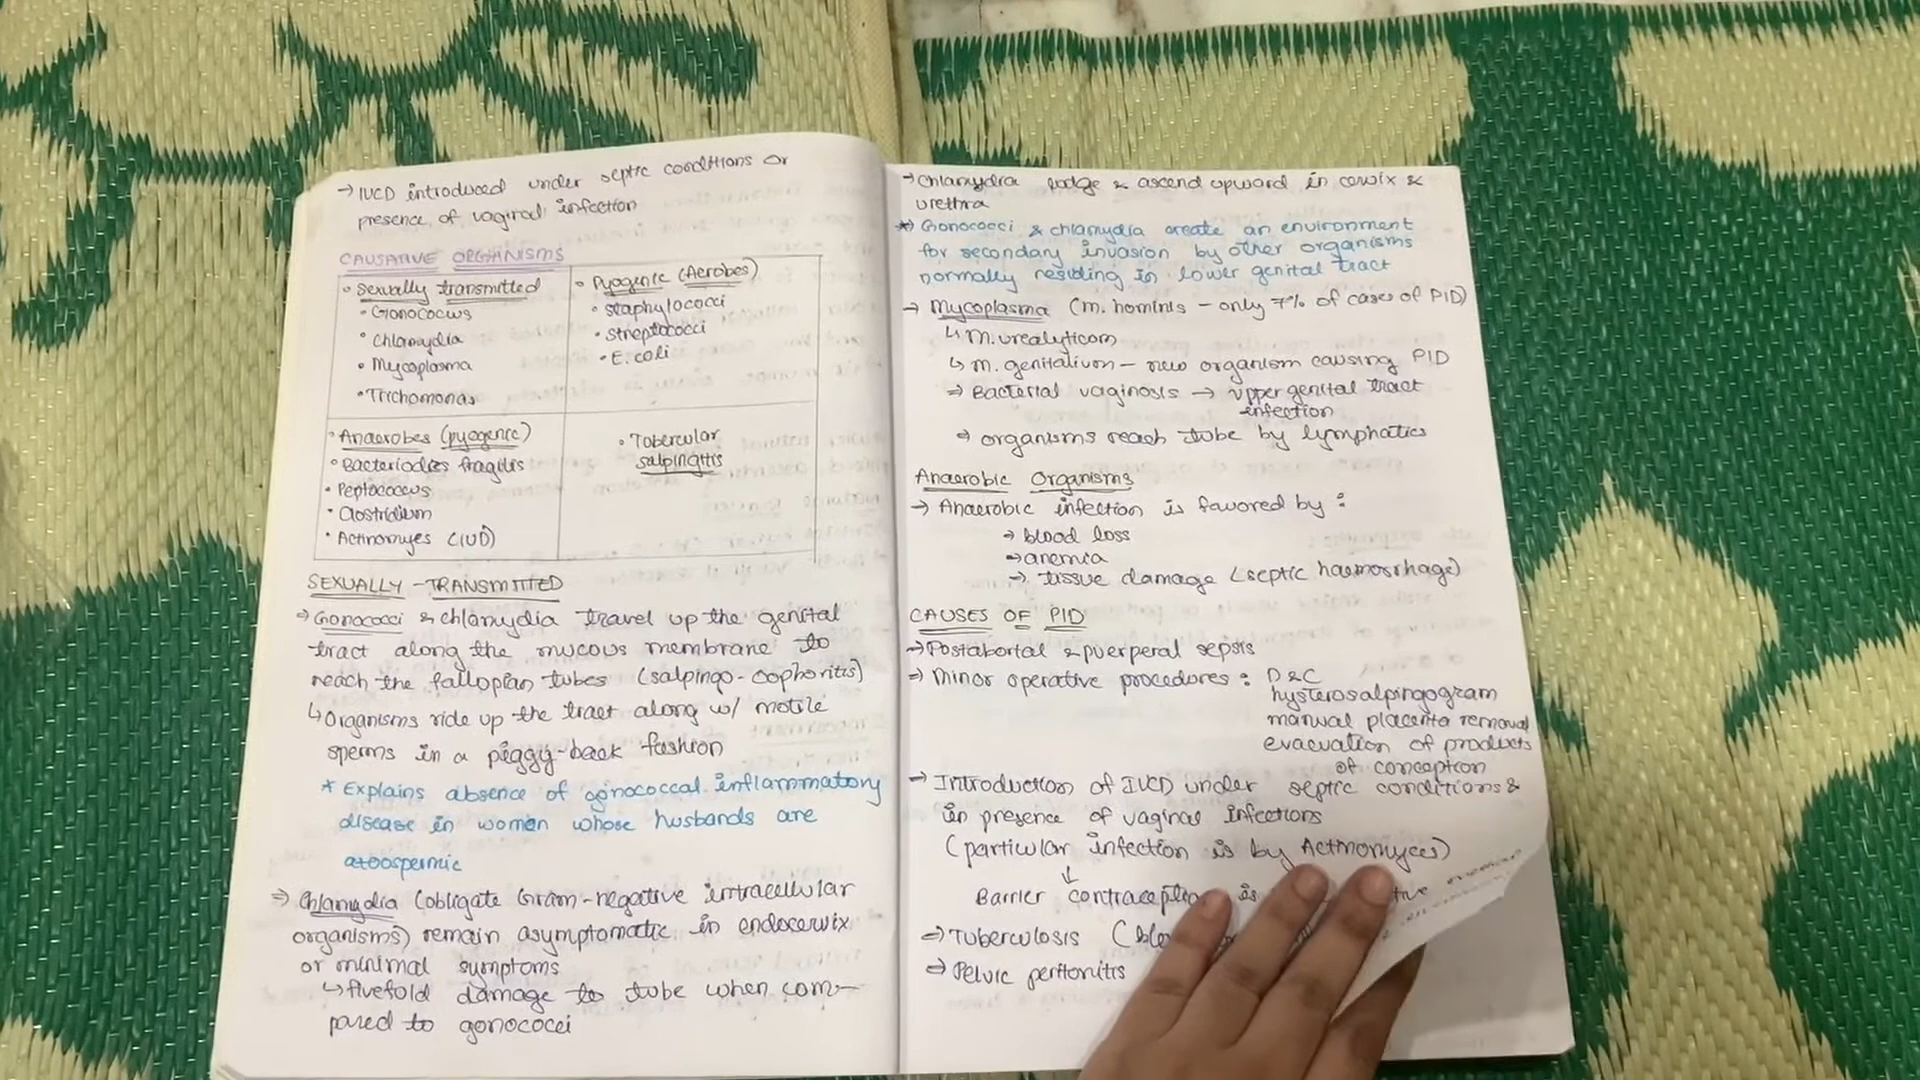 → IUCD introduced under septic conditions or
presence of vaginal infection
CAUSATIVE ORGANISMS
• Sexually transmitted
• Gonococus
• Chlamydia
• Mycoplasma
• Trichomonas
• Pyogenic (Aerobes)
• Staphylococci
• Streptococci
• E. coli
• Anaerobes (pyogenic)
• Bacteriodies fragilis
• Peptococcus
• Clostridium
• Actinomyes (IUD)
• Tubercular
salpingitis
SEXUALLY - TRANSMITTED
→ Gonococci & chlamydia travel up the genital
tract along the mucous membrane to
reach the fallopian tubes (salpingo-oophoritis)
↳ Organisms ride up the tract along w/ motile
sperms in a piggy-back fashion
* Explains absence of gonococcal inflammatory
disease in women whose husbands are
azoospermic
⇒ Chlamydia (obligate Gram-negative intracellular
organisms) remain asymptomatic in endocervix
or minimal symptoms
↳ fivefold damage to tube when com-
pared to gonococci
→ Chlamydia lodge & ascend upward in cervix &
urethra
* Gonococci & chlamydia create an environment
for secondary invasion by other organisms
normally residing in lower genital tract
→ Mycoplasma (M. hominis - only 7% of cases of PID)
↳ M. urealyticom
↳ M. genitalium - new organism causing PID
⇒ Bacterial vaginosis → upper genital tract
infection
⇒ organisms reach tube by lymphatics
Anaerobic Organisms
→ Anaerobic infection is favored by :
→ blood loss
→ anemia
→ tissue damage (septic haemorrhage)
CAUSES OF PID
→ Postabortal & puerperal sepsis
→ Minor operative procedures : D & C
hysterosalpingogram
manual placenta removal
evacuation of products
of conception
→ Introduction of IUCD under septic conditions &
in presence of vaginal infections
(particular infection is by Actinomyces)
↓
Barrier is
⇒ Tuberculosis
⇒ Pelvic peritonitis